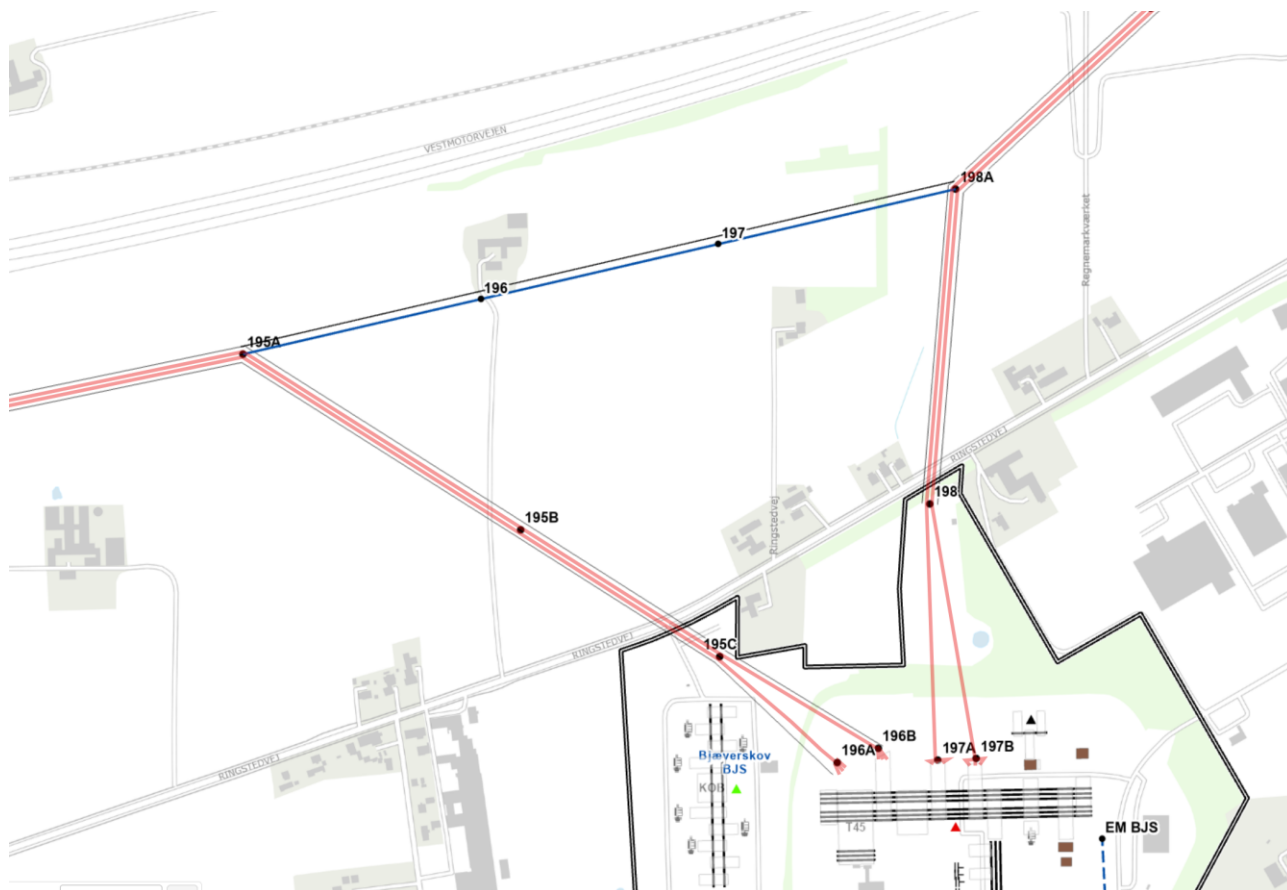 VESTMOTORVEJEN
198A
Regnemarkværket
197
196
195A
RINGSTEDVEJ
198
195B
Ringstedvej
RINGSTEDVEJ
195C
196B
196A
197A
197B
Bjæverskov
BJS
KOB
RINGSTEDVEJ
T45
EM BJS